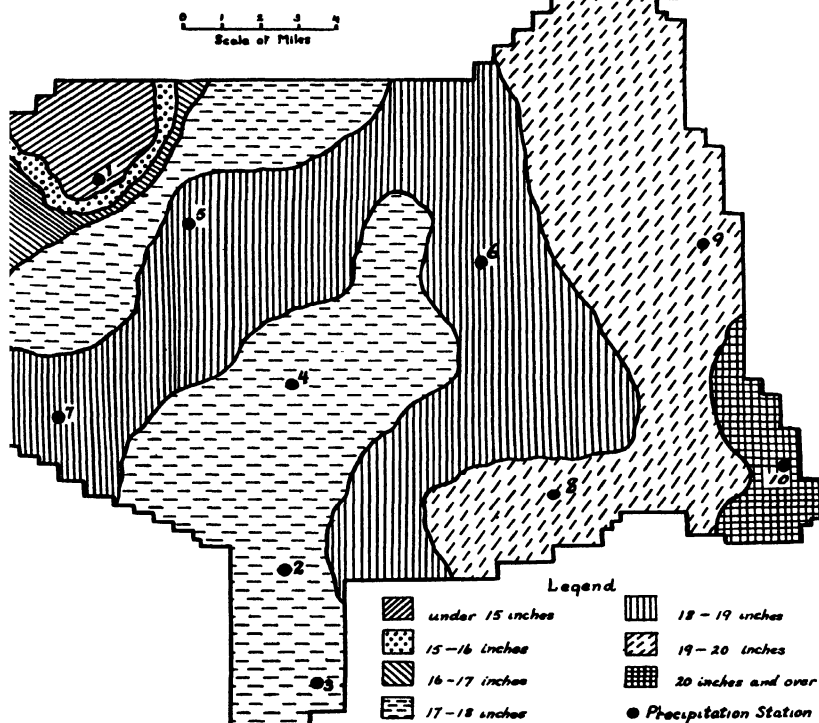 0 1 2 3 4
Scale of Miles
1
5
9
6
4
7
10
8
2
3
Legend
under 15 inches
15-16 inches
16-17 inches
17-18 inches
18-19 inches
19-20 inches
20 inches and over
Precipitation Station